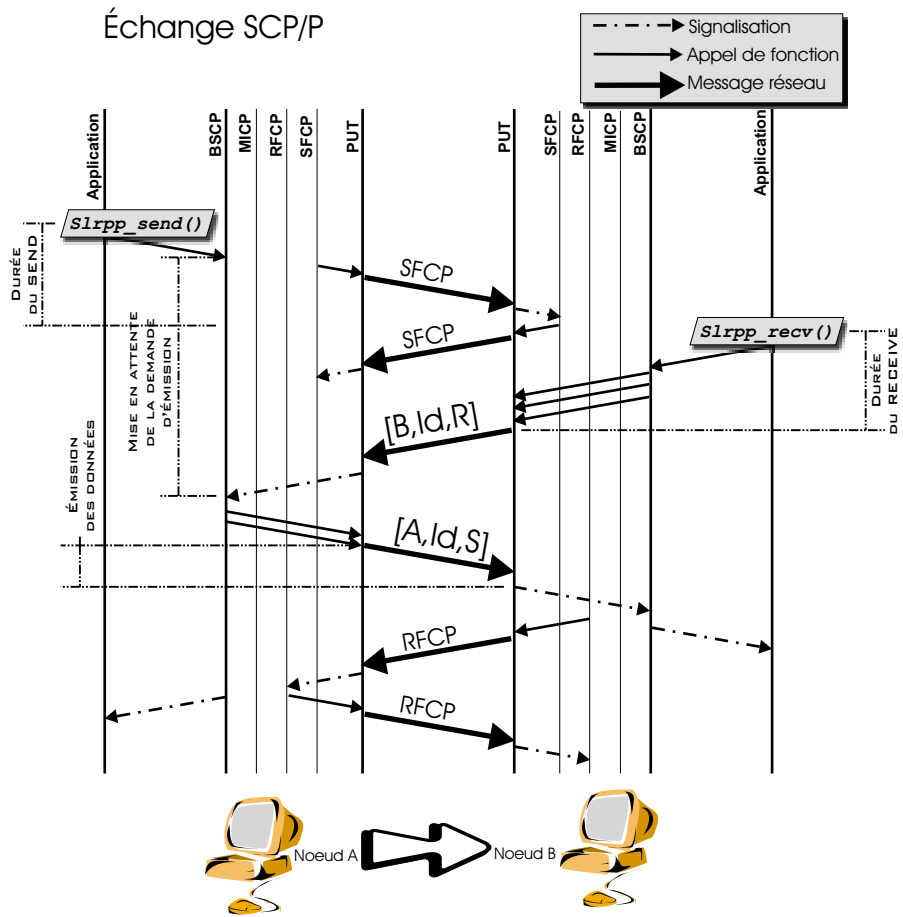 Échange SCP/P
Signalisation
Appel de fonction
Message réseau
Application
BSCP
MICP
RFCP
SFCP
PUT
PUT
SFCP
RFCP
MICP
BSCP
Application
Slrpp_send()
DURÉE
DU SEND
SFCP
SFCP
Slrpp_recv()
MISE EN ATTENTE
DE LA DEMANDE
D'ÉMISSION
DURÉE
DU RECEIVE
[B,Id,R]
ÉMISSION
DES DONNÉES
[A,Id,S]
RFCP
RFCP
Noeud A
Noeud B